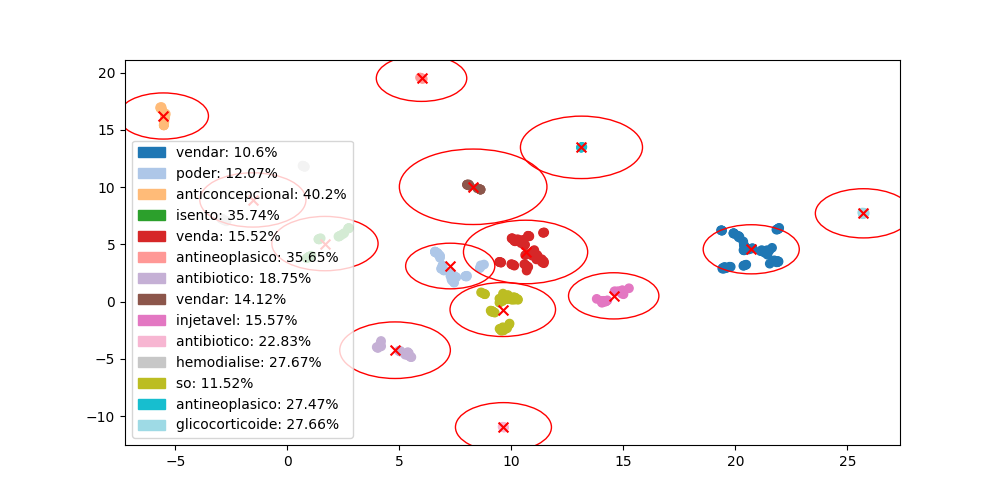 20
15
10
5
0
−5
−10
vendar: 10.6%
poder: 12.07%
anticoncepcional: 40.2%
isento: 35.74%
venda: 15.52%
antineoplasico: 35.65%
antibiotico: 18.75%
vendar: 14.12%
injetavel: 15.57%
antibiotico: 22.83%
hemodialise: 27.67%
so: 11.52%
antineoplasico: 27.47%
glicocorticoide: 27.66%
−5 0 5 10 15 20 25